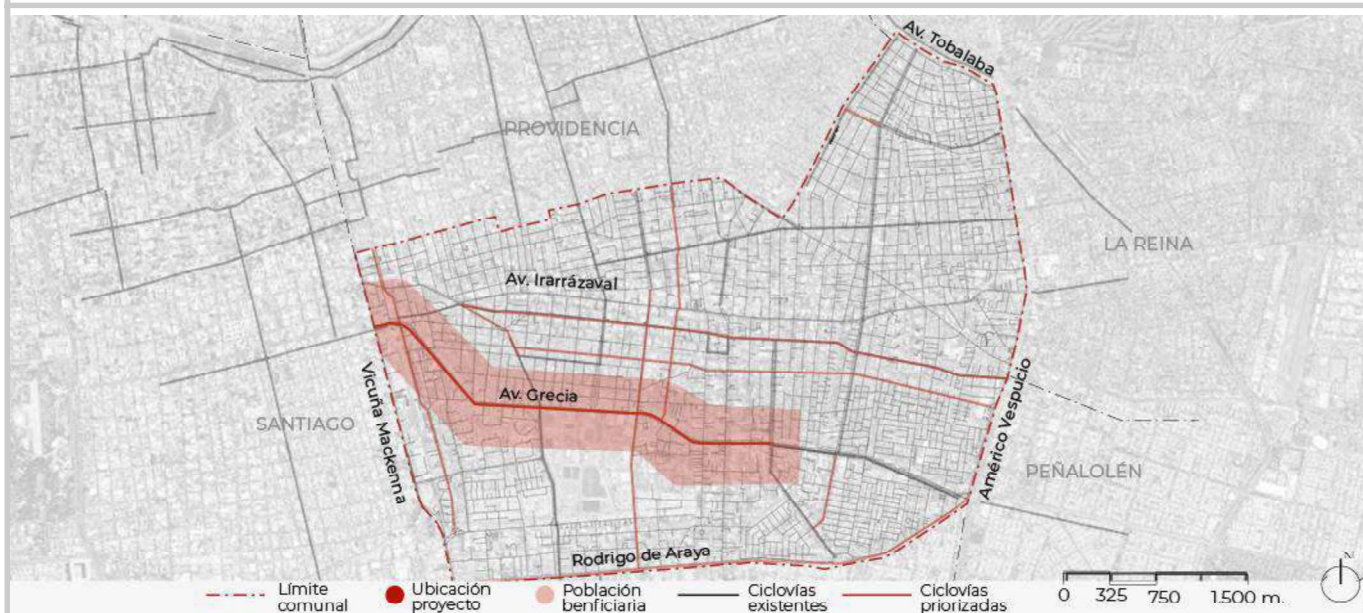 Av. Tobalaba
PROVIDENCIA
LA REINA
Av. Irarrázaval
Vicuña Mackenna
Av. Grecia
SANTIAGO
Américo Vespucio
PEÑALOLÉN
Rodrigo de Araya
N
Límite
comunal
Ubicación
proyecto
Población
benficiaria
Ciclovías
existentes
Ciclovías
priorizadas
0 325 750 1.500 m.